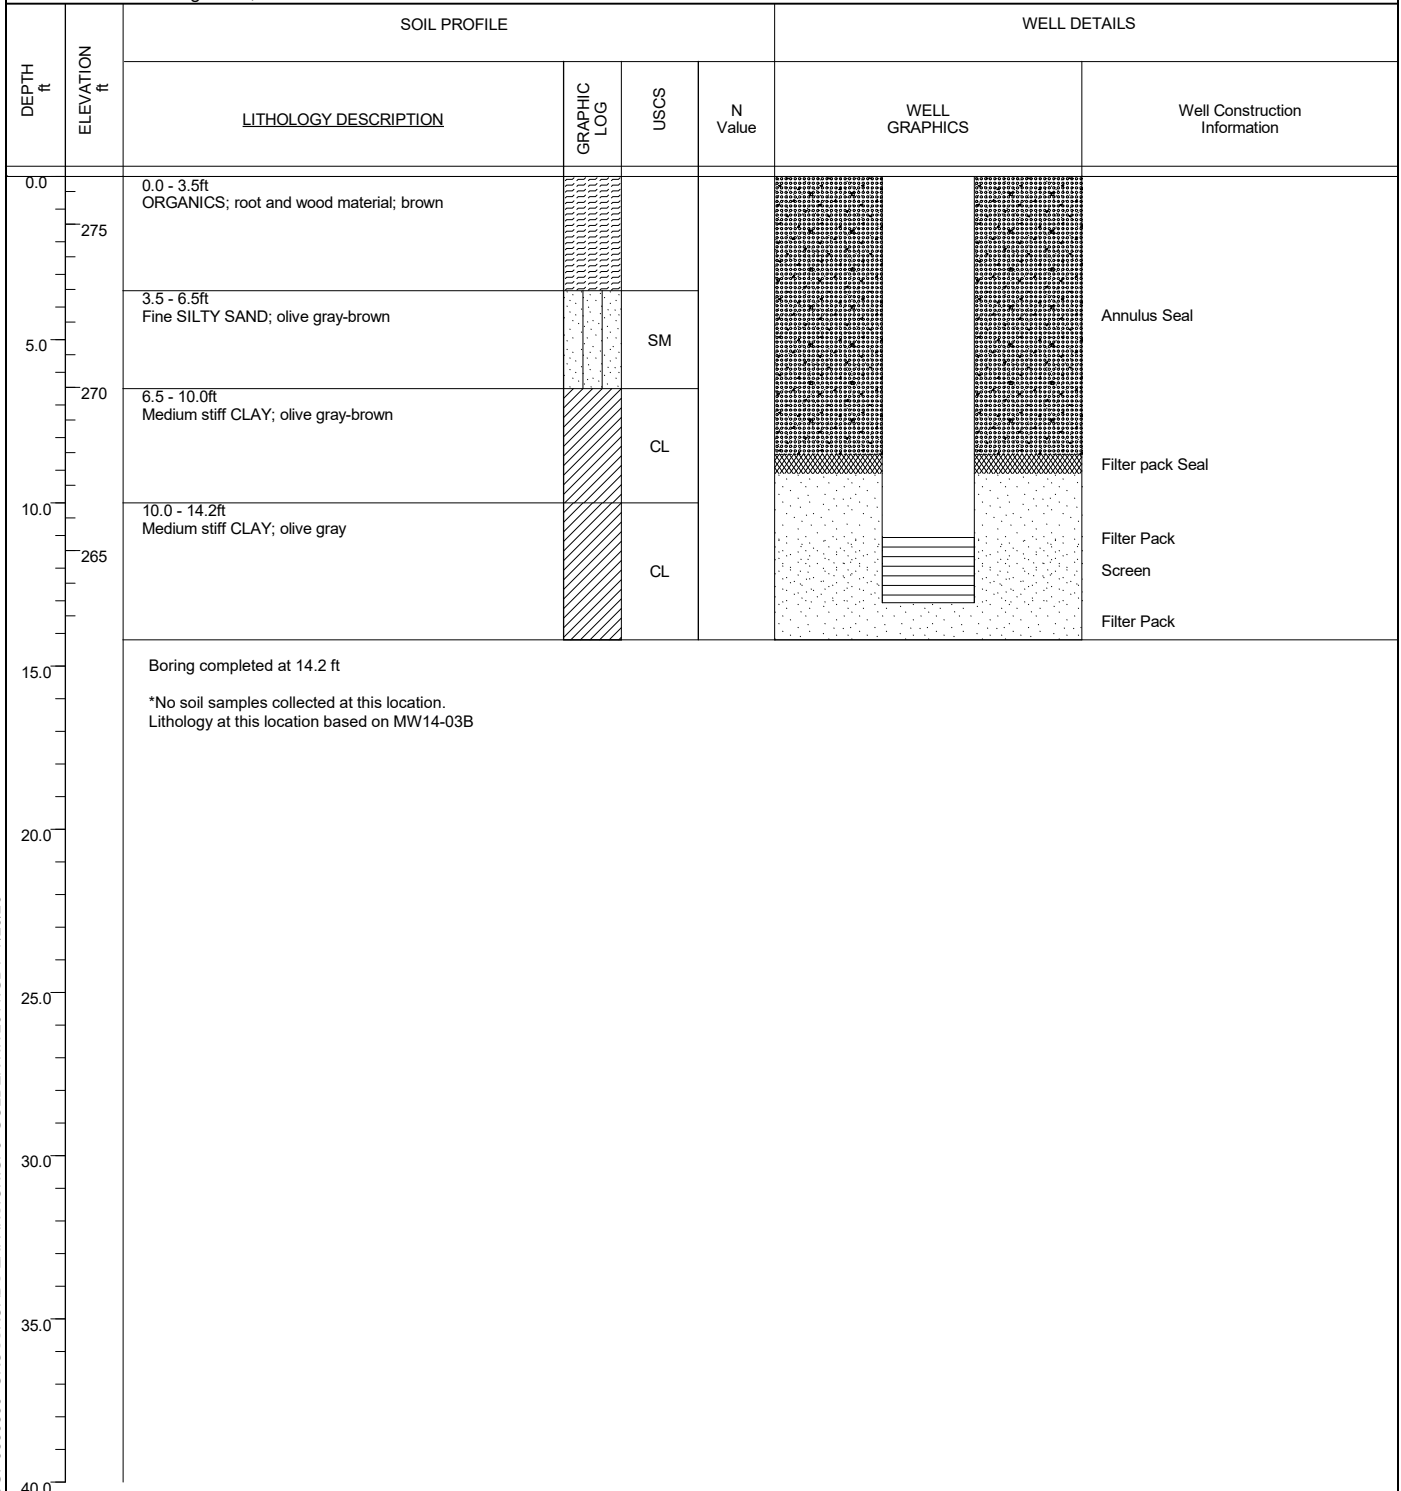 SOIL PROFILE
WELL DETAILS
DEPTH
ft
ELEVATION
ft
LITHOLOGY DESCRIPTION
GRAPHIC
LOG
USCS
N
Value
WELL
GRAPHICS
Well Construction
Information
0.0
0.0 - 3.5ft
ORGANICS; root and wood material; brown
275
3.5 - 6.5ft
Fine SILTY SAND; olive gray-brown
Annulus Seal
5.0
SM
270
6.5 - 10.0ft
Medium stiff CLAY; olive gray-brown
CL
Filter pack Seal
10.0
10.0 - 14.2ft
Medium stiff CLAY; olive gray
Filter Pack
265
CL
Screen
Filter Pack
15.0
Boring completed at 14.2 ft
*No soil samples collected at this location.
Lithology at this location based on MW14-03B
20.0
25.0
30.0
35.0
40.0